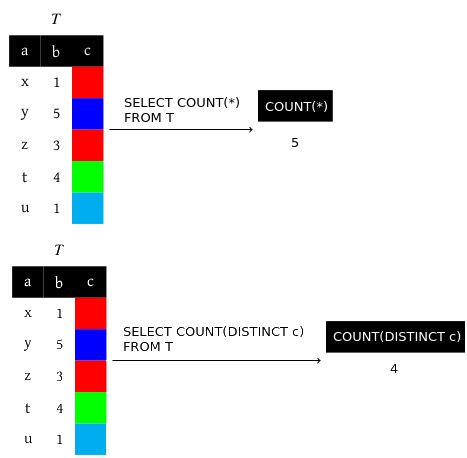 T
a b c
x 1
y 5
z 3
t 4
u 1
SELECT COUNT(*)
FROM T
COUNT(*)
5
T
a b c
x 1
y 5
z 3
t 4
u 1
SELECT COUNT(DISTINCT c)
FROM T
COUNT(DISTINCT c)
4